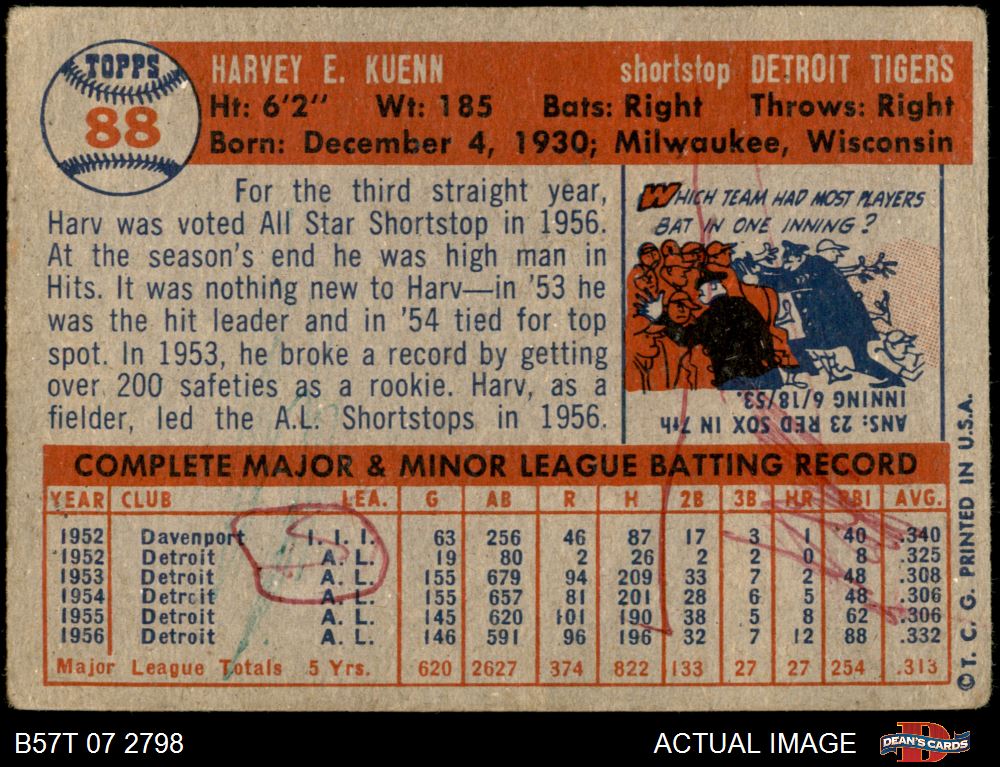 TOPPS
88
HARVEY E. KUENN shortstop DETROIT TIGERS
Ht: 6'2" Wt: 185 Bats: Right Throws: Right
Born: December 4, 1930; Milwaukee, Wisconsin
For the third straight year,
Harv was voted All Star Shortstop in 1956.
At the season's end he was high man in
Hits. It was nothing new to Harv—in '53 he
was the hit leader and in '54 tied for top
spot. In 1953, he broke a record by getting
over 200 safeties as a rookie. Harv, as a
fielder, led the A.L. Shortstops in 1956.
WHICH TEAM HAD MOST PLAYERS
BAT IN ONE INNING?
ANS: 23 RED SOX IN 7th
INNING 6/18/53.
COMPLETE MAJOR & MINOR LEAGUE BATTING RECORD
YEAR CLUB LEA. G AB R H 2B 3B HR RBI AVG.
1952 Davenport I. I. I. 63 256 46 87 17 3 1 40 .340
1952 Detroit A. L. 19 80 2 26 2 2 0 8 .325
1953 Detroit A. L. 155 679 94 209 33 7 2 48 .308
1954 Detroit A. L. 155 657 81 201 28 6 5 48 .306
1955 Detroit A. L. 145 620 101 190 38 5 8 62 .306
1956 Detroit A. L. 146 591 96 196 32 7 12 88 .332
Major League Totals 5 Yrs. 620 2627 374 822 133 27 27 254 .313
© T. C. G. PRINTED IN U.S.A.
B57T 07 2798
ACTUAL IMAGE
DEAN'S CARDS